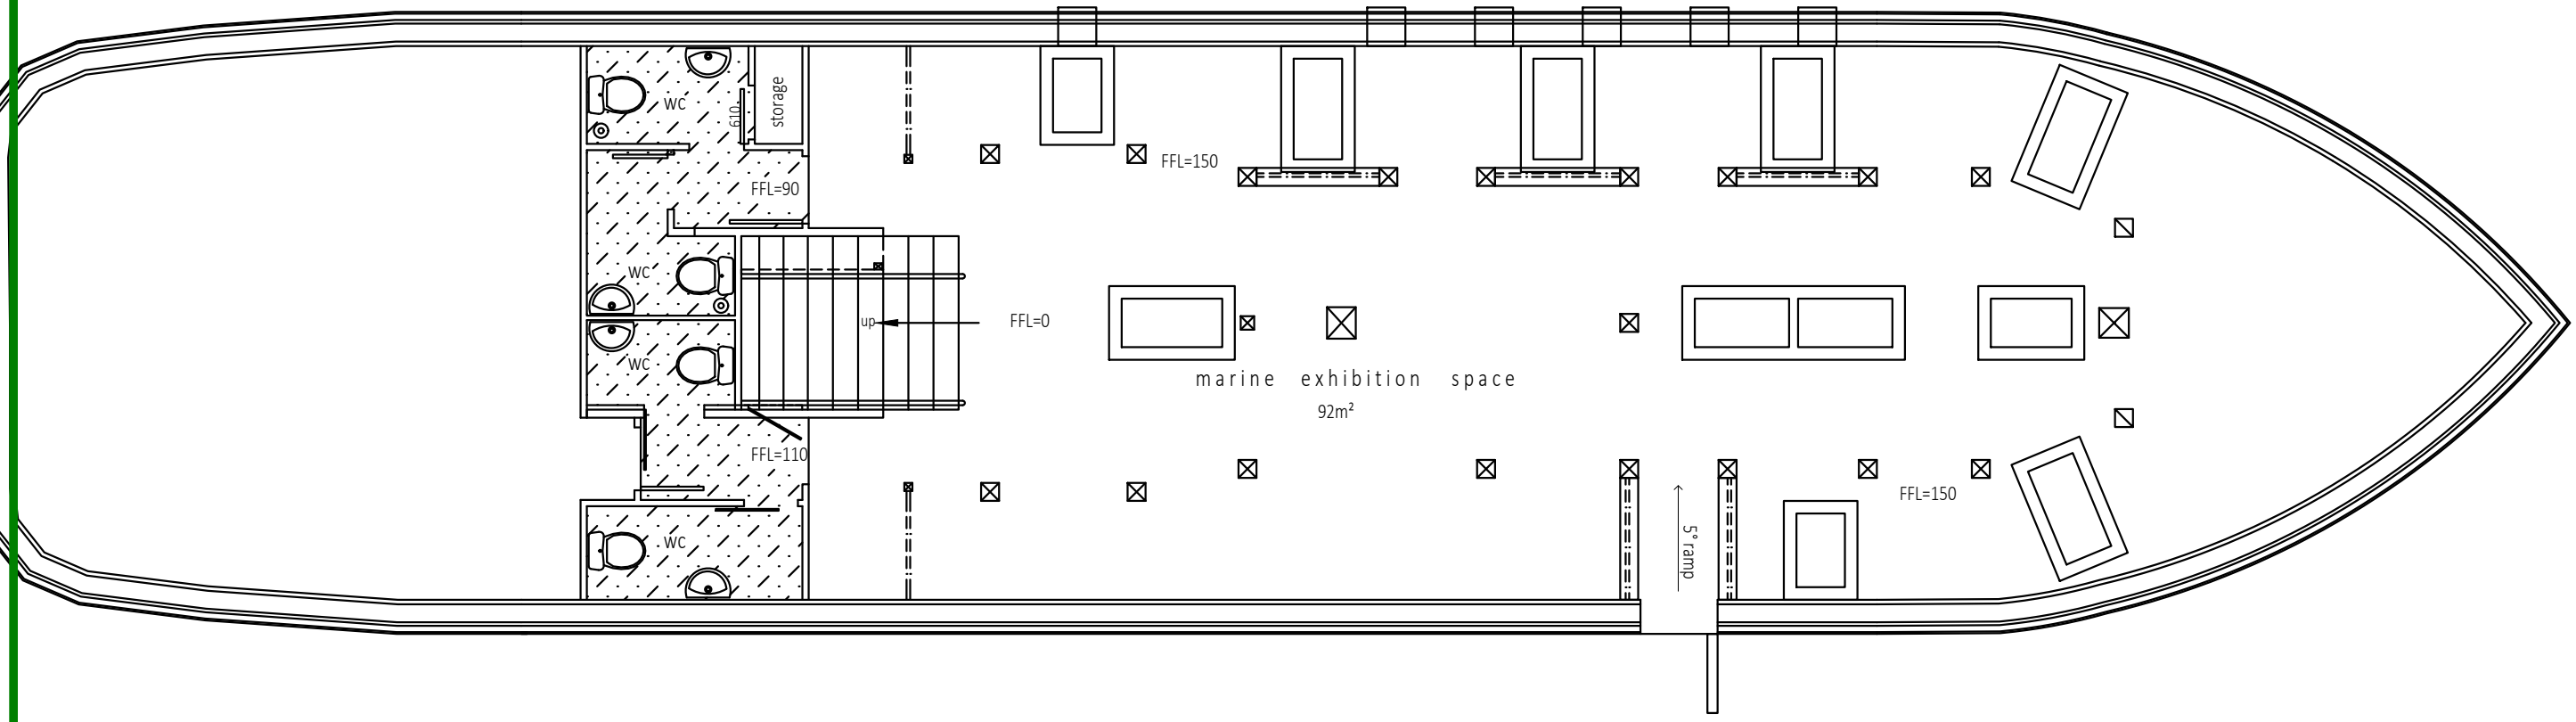 WC
610
storage
FFL=150
FFL=90
WC
up
FFL=0
WC
marine exhibition space
92m²
FFL=110
FFL=150
5° ramp
WC